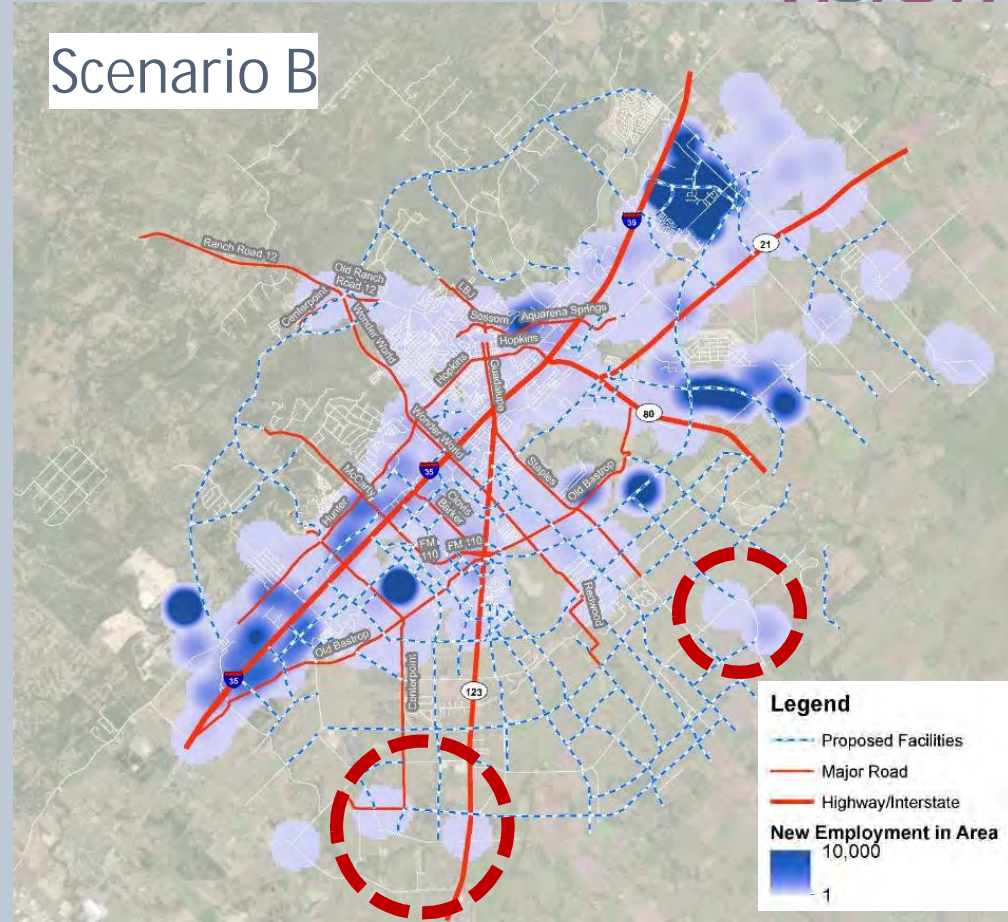 Scenario B
35
21
Ranch Road 12
Old Ranch
Road 12
Centerpoint
LBJ
Sessom
Aquarena Springs
Wonder World
Hopkins
Hopkins
Guadalupe
80
Wonder World
35
McCarty
Staples
Old Bastrop
Hunter
Clovis
Barker
FM
110
FM 110
Redwood
Old Bastrop
35
Centerpoint
123
Legend
Proposed Facilities
Major Road
Highway/Interstate
New Employment in Area
10,000
1